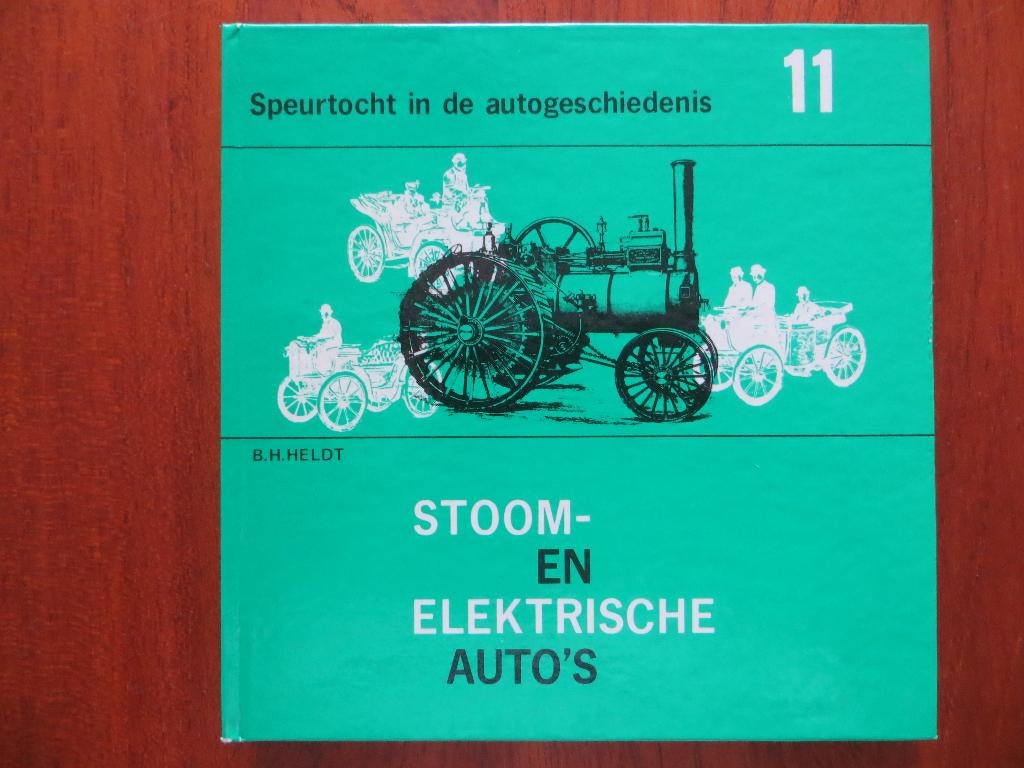 Speurtocht in de autogeschiedenis 11
B.H.HELDT
STOOM-
EN
ELEKTRISCHE
AUTO'S